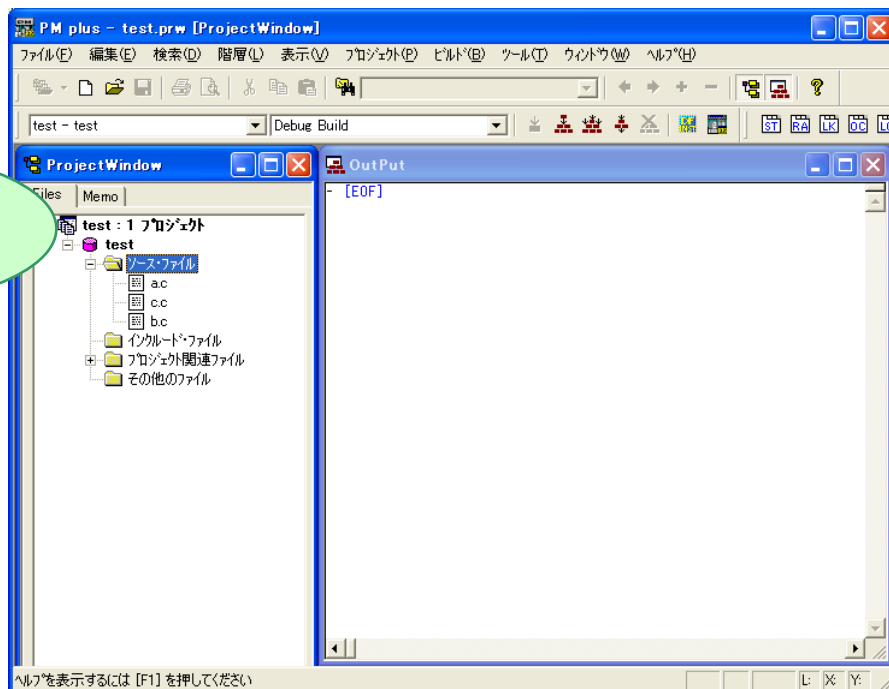 PM plus - test.prw [ProjectWindow]
ファイル(F) 編集(E) 検索(D) 階層(L) 表示(V) プロジェクト(P) ビルド(B) ツール(T) ウィンドウ(W) ヘルプ(H)
test - test Debug Build ST RA LK OC
ProjectWindow
OutPut
Files Memo
[EOF]
test : 1 プロジェクト
test
ソース・ファイル
a.c
c.c
b.c
インクルード・ファイル
プロジェクト関連ファイル
その他のファイル
ヘルプを表示するには [F1] を押してください L: X: Y: